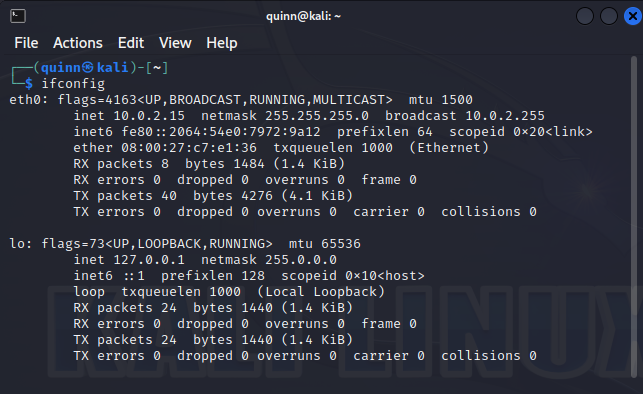 quinn@kali: ~
File Actions Edit View Help
┌──(quinn㉿kali)-[~]
└─$ ifconfig
eth0: flags=4163<UP,BROADCAST,RUNNING,MULTICAST>  mtu 1500
        inet 10.0.2.15  netmask 255.255.255.0  broadcast 10.0.2.255
        inet6 fe80::2064:54e0:7972:9a12  prefixlen 64  scopeid 0×20<link>
        ether 08:00:27:c7:e1:36  txqueuelen 1000  (Ethernet)
        RX packets 8  bytes 1484 (1.4 KiB)
        RX errors 0  dropped 0  overruns 0  frame 0
        TX packets 40  bytes 4276 (4.1 KiB)
        TX errors 0  dropped 0 overruns 0  carrier 0  collisions 0

lo: flags=73<UP,LOOPBACK,RUNNING>  mtu 65536
        inet 127.0.0.1  netmask 255.0.0.0
        inet6 ::1  prefixlen 128  scopeid 0×10<host>
        loop  txqueuelen 1000  (Local Loopback)
        RX packets 24  bytes 1440 (1.4 KiB)
        RX errors 0  dropped 0  overruns 0  frame 0
        TX packets 24  bytes 1440 (1.4 KiB)
        TX errors 0  dropped 0 overruns 0  carrier 0  collisions 0
KALI LINUX